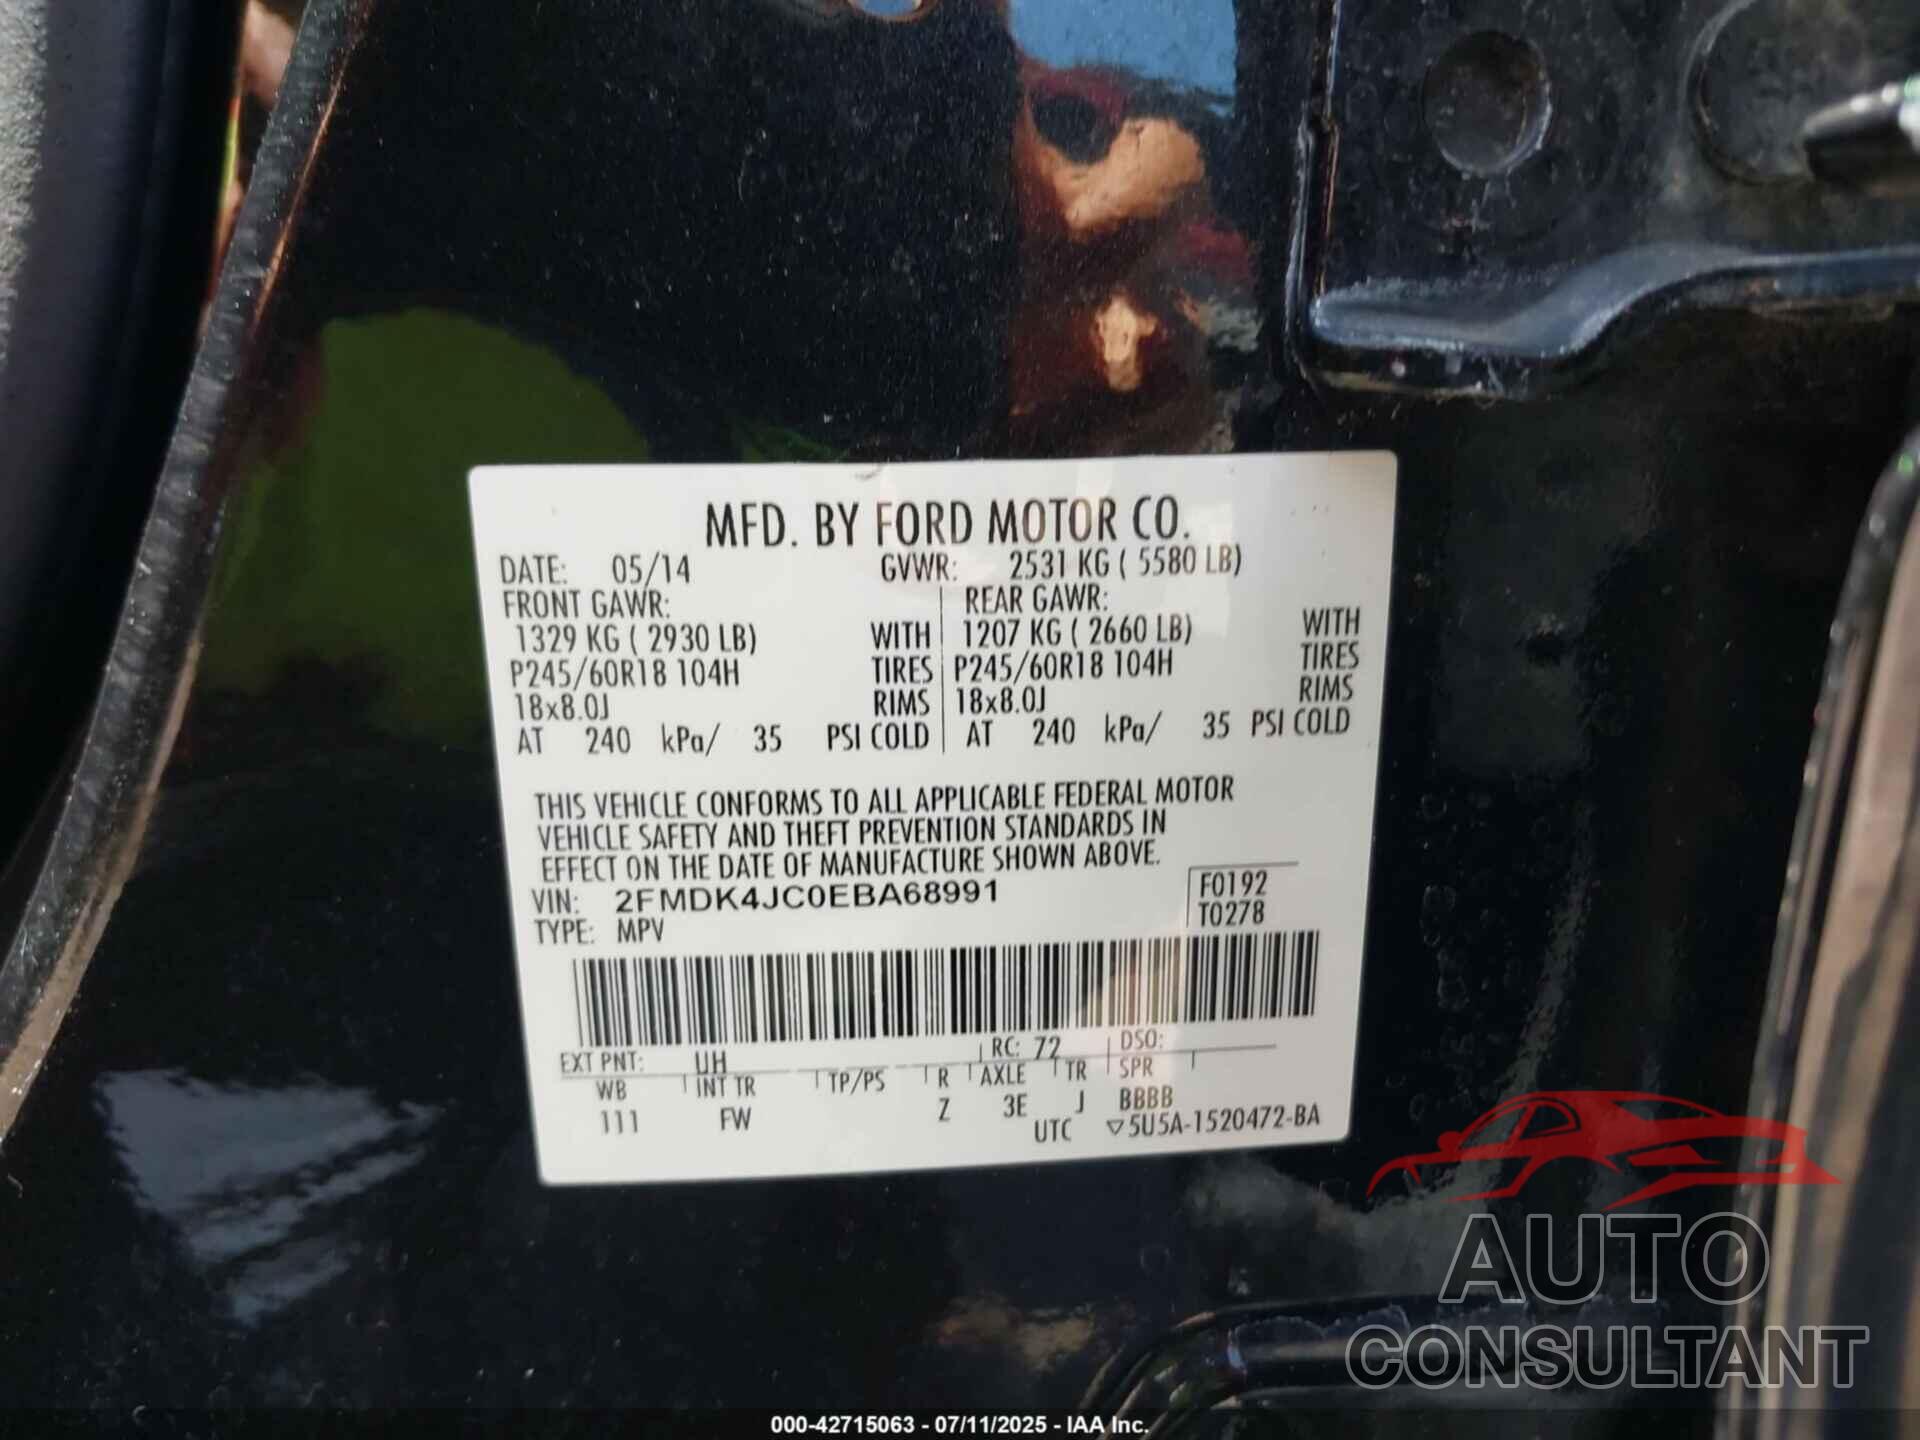 MFD. BY FORD MOTOR CO.
DATE: 05/14 GVWR: 2531 KG ( 5580 LB)
FRONT GAWR: REAR GAWR:
1329 KG ( 2930 LB) WITH 1207 KG ( 2660 LB) WITH
P245/60R18 104H TIRES P245/60R18 104H TIRES
18x8.0J RIMS 18x8.0J RIMS
AT 240 kPa/ 35 PSI COLD AT 240 kPa/ 35 PSI COLD
THIS VEHICLE CONFORMS TO ALL APPLICABLE FEDERAL MOTOR
VEHICLE SAFETY AND THEFT PREVENTION STANDARDS IN
EFFECT ON THE DATE OF MANUFACTURE SHOWN ABOVE.
VIN: 2FMDK4JC0EBA68991 F0192
TYPE: MPV T0278
EXT PNT: UH RC: 72 DSO:
WB INT TR TP/PS R AXLE TR SPR
111 FW Z 3E J BBBB
UTC ▽5U5A-1520472-BA
AUTO
CONSULTANT
000-42715063 - 07/11/2025 - IAA Inc.